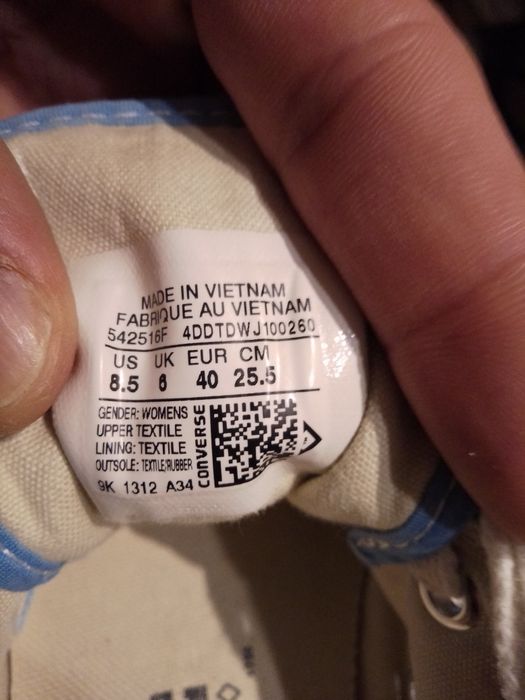 MADE IN VIETNAM
FABRIQUE AU VIETNAM
542516F 4DDTDWJ100260
US UK EUR CM
8.5 6 40 25.5
GENDER: WOMENS
UPPER TEXTILE
LINING: TEXTILE
OUTSOLE: TEXTILE/RUBBER
9K 1312 A34
CONVERSE